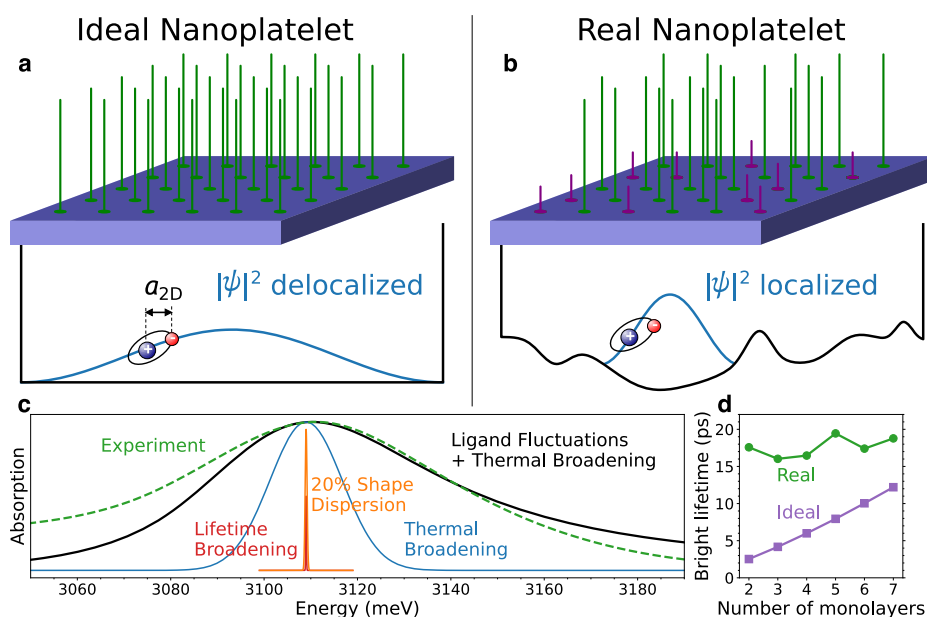 Ideal Nanoplatelet
Real Nanoplatelet
a
b
a2D
|ψ|² delocalized
|ψ|² localized
+
−
+
−
c
Experiment
Ligand Fluctuations
+ Thermal Broadening
20% Shape
Dispersion
Lifetime
Broadening
Thermal
Broadening
Absorption
3060 3080 3100 3120 3140 3160 3180
Energy (meV)
d
Real
Ideal
Bright lifetime (ps)
20
15
10
5
0
2 3 4 5 6 7
Number of monolayers